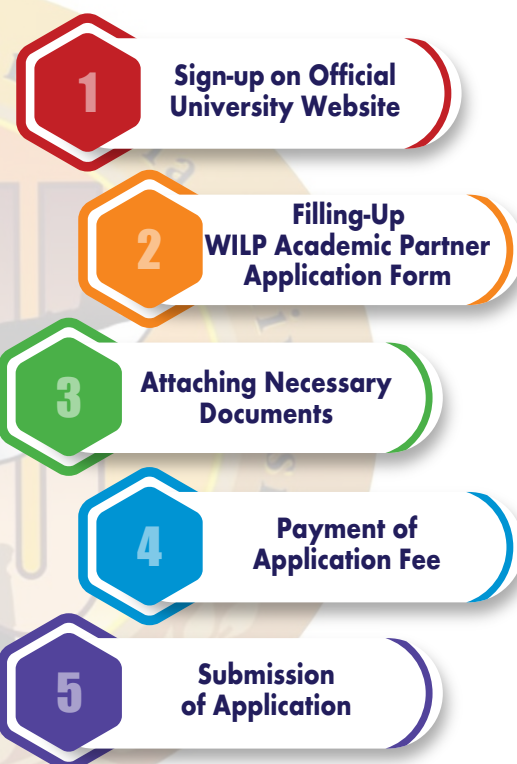 1
Sign-up on Official
University Website
2
Filling-Up
WILP Academic Partner
Application Form
3
Attaching Necessary
Documents
4
Payment of
Application Fee
5
Submission
of Application